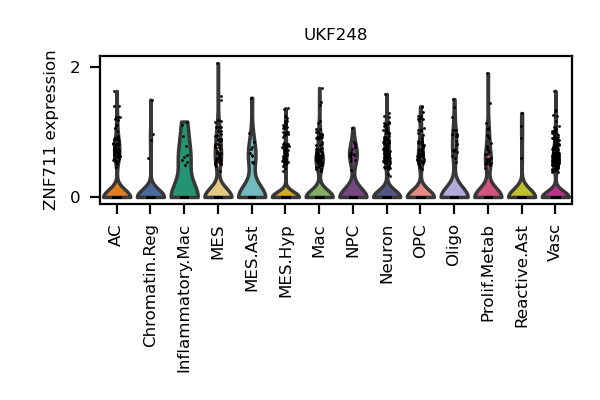 UKF248
ZNF711 expression
2
0
AC
Chromatin.Reg
Inflammatory.Mac
MES
MES.Ast
MES.Hyp
Mac
NPC
Neuron
OPC
Oligo
Prolif.Metab
Reactive.Ast
Vasc